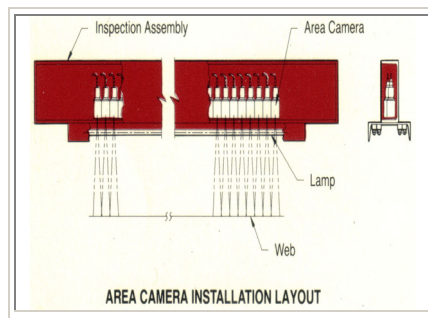 Inspection Assembly
Area Camera
Lamp
Web
AREA CAMERA INSTALLATION LAYOUT